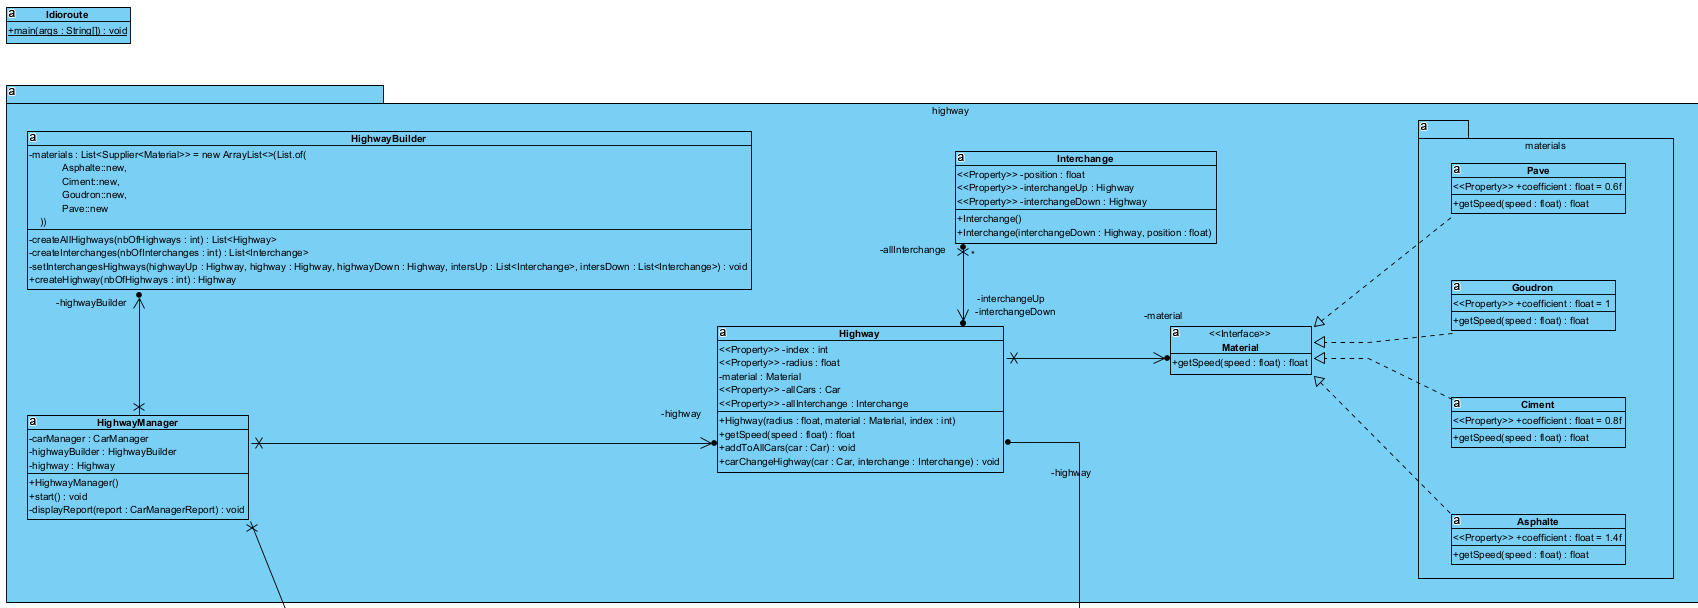 a
Idioroute
+main(args : String[]) : void
a
highway
a
HighwayBuilder
-materials : List<Supplier<Material>> = new ArrayList<>(List.of(
Asphalte::new,
Ciment::new,
Goudron::new,
Pave::new
))
-createAllHighways(nbOfHighways : int) : List<Highway>
-createInterchanges(nbOfInterchanges : int) : List<Interchange>
-setInterchangesHighways(highwayUp : Highway, highway : Highway, highwayDown : Highway, intersUp : List<Interchange>, intersDown : List<Interchange>) : void
+createHighway(nbOfHighways : int) : Highway
-highwayBuilder
a
Interchange
<<Property>> -position : float
<<Property>> -interchangeUp : Highway
<<Property>> -interchangeDown : Highway
+Interchange()
+Interchange(interchangeDown : Highway, position : float)
-allInterchange
*
-interchangeUp
-interchangeDown
a
materials
a
Pave
<<Property>> +coefficient : float = 0.6f
+getSpeed(speed : float) : float
a
Goudron
<<Property>> +coefficient : float = 1
+getSpeed(speed : float) : float
-material
a
<<Interface>>
Material
+getSpeed(speed : float) : float
a
Highway
<<Property>> -index : int
<<Property>> -radius : float
-material : Material
<<Property>> -allCars : Car
<<Property>> -allInterchange : Interchange
+Highway(radius : float, material : Material, index : int)
+getSpeed(speed : float) : float
+addToAllCars(car : Car) : void
+carChangeHighway(car : Car, interchange : Interchange) : void
-highway
-highway
a
HighwayManager
-carManager : CarManager
-highwayBuilder : HighwayBuilder
-highway : Highway
+HighwayManager()
+start() : void
-displayReport(report : CarManagerReport) : void
a
Ciment
<<Property>> +coefficient : float = 0.8f
+getSpeed(speed : float) : float
a
Asphalte
<<Property>> +coefficient : float = 1.4f
+getSpeed(speed : float) : float